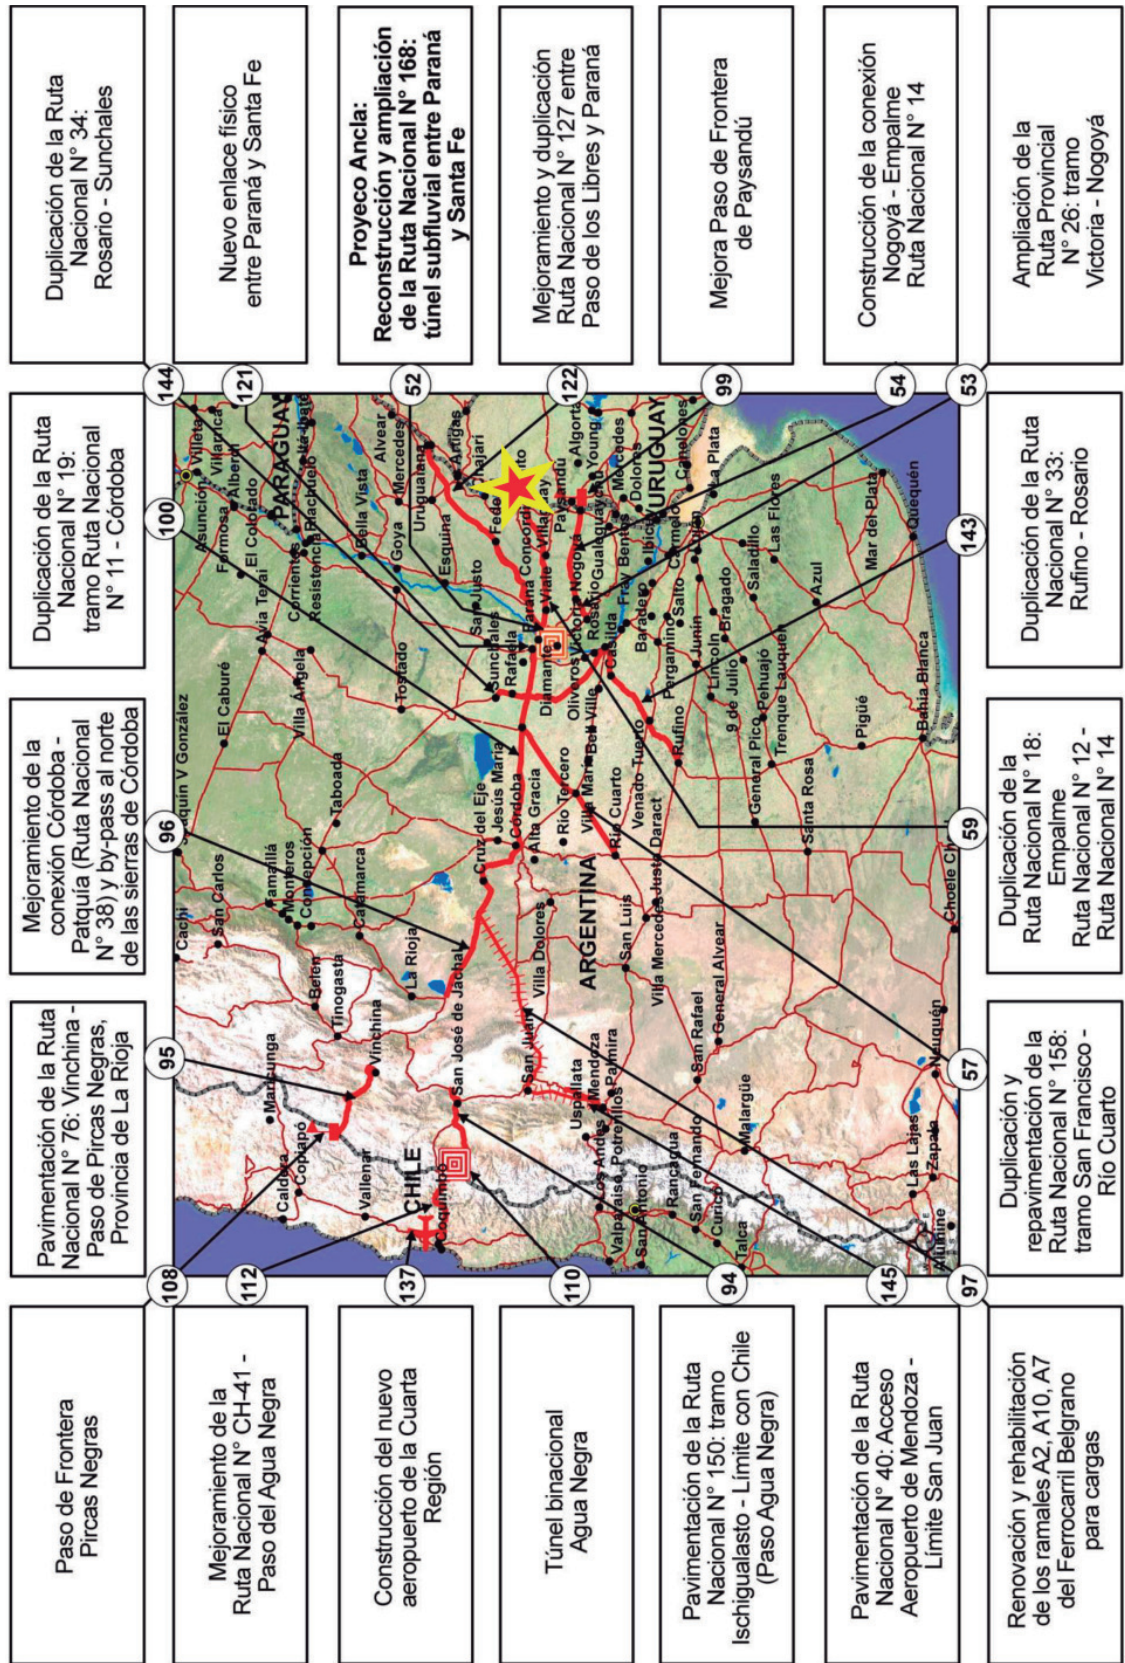 Paso de Frontera
Pircas Negras
Mejoramiento de la
Ruta Nacional N° CH-41 -
Paso del Agua Negra
Construcción del nuevo
aeropuerto de la Cuarta
Región
Túnel binacional
Agua Negra
Pavimentación de la Ruta
Nacional N° 150: tramo
Ischigualasto - Límite con Chile
(Paso Agua Negra)
Pavimentación de la Ruta
Nacional N° 40: Acceso
Aeropuerto de Mendoza -
Límite San Juan
Renovación y rehabilitación
de los ramales A2, A10, A7
del Ferrocarril Belgrano
para cargas
Pavimentación de la Ruta
Nacional N° 76: Vinchina -
Paso de Pircas Negras,
Provincia de La Rioja
Mejoramiento de la
conexión Córdoba -
Patquía (Ruta Nacional
N° 38) y by-pass al norte
de las sierras de Córdoba
Duplicación de la Ruta
Nacional N° 19:
tramo Ruta Nacional
N° 11 - Córdoba
Duplicación de la Ruta
Nacional N° 34:
Rosario - Sunchales
Nuevo enlace físico
entre Paraná y Santa Fe
Proyeco Ancla:
Reconstrucción y ampliación
de la Ruta Nacional N° 168:
túnel subfluvial entre Paraná
y Santa Fe
Mejoramiento y duplicación
Ruta Nacional N° 127 entre
Paso de los Libres y Paraná
Mejora Paso de Frontera
de Paysandú
Construcción de la conexión
Nogoyá - Empalme
Ruta Nacional N° 14
Ampliación de la
Ruta Provincial
N° 26: tramo
Victoria - Nogoyá
Duplicación y
repavimentación de la
Ruta Nacional N° 158:
tramo San Francisco -
Río Cuarto
Duplicación de la
Ruta Nacional N° 18:
Empalme
Ruta Nacional N° 12 -
Ruta Nacional N° 14
Duplicación de la Ruta
Nacional N° 33:
Rufino - Rosario
108
112
137
110
94
145
97
95
96
100
144
121
52
122
99
54
53
57
59
143
Cachi
San Carlos
El Caburé
Avia Terai
Asunción
Villeta
Villarrica
Alberdi
Formosa
El Colorado
PARAGUAY
Riachuelo
Corrientes
Resistencia
Villa Ángela
Monteros
Concepción
Taboada
Catamarca
Belén
Tinogasta
Maricunga
Caldera
Copiapó
Vallenar
Vinchina
La Rioja
Tostado
Bella Vista
Goya
Mercedes
Alvear
Uruguaiana
Esquina
San Justo
Artigas
CHILE
Coquimbo
San José de Jáchal
Cruz del Eje
Jesús María
Córdoba
Alta Gracia
Sunchales
Rafaela
Paraná
Concordia
Diamante
Viale
San Juan
Villa Dolores
Río Tercero
Villa María
Bell Ville
Oliveros
Victoria
Nogoyá
Rosario
Casilda
Gualeguaychú
Paysandú
Algorta
Young
Fray Bentos
Mercedes
Dolores
URUGUAY
Canelones
Carmelo
Uspallata
Mendoza
Palmira
Potrerillos
Los Andes
Valparaíso
San Antonio
ARGENTINA
San Luis
Río Cuarto
Venado Tuerto
Villa Mercedes
Justo Daract
Rufino
Pergamino
Baradero
Salto
Junín
Lincoln
Bragado
La Plata
Rancagua
San Fernando
Curicó
Talca
San Rafael
General Alvear
Malargüe
General Pico
9 de Julio
Pehuajó
Trenque Lauquen
Saladillo
Las Flores
Azul
Santa Rosa
Pigüé
Mar del Plata
Quequén
Bahía Blanca
Las Lajas
Zapala
Neuquén